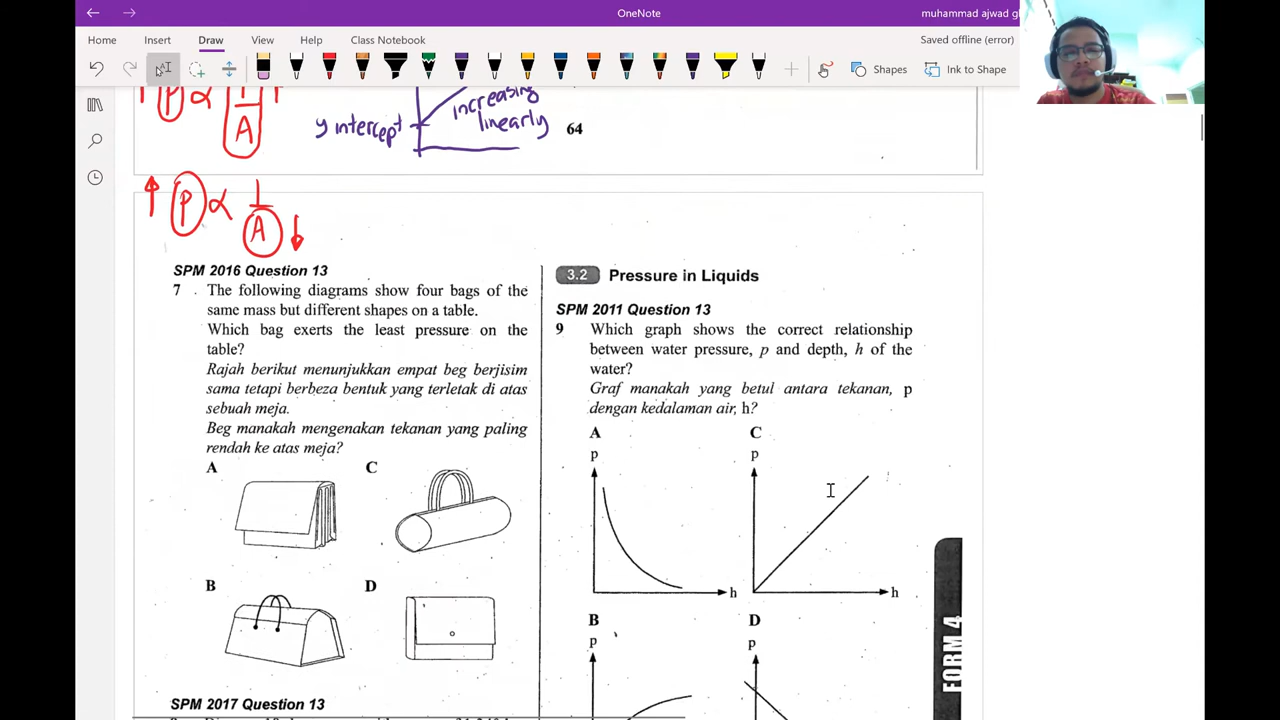 OneNote
muhammad ajwad gh
Home Insert Draw View Help Class Notebook
Saved offline (error)
Shapes
Ink to Shape
P ∝ 1
A
y intercept
increasing
linearly
64
↑ P ∝ 1
A ↓
SPM 2016 Question 13
7 The following diagrams show four bags of the
same mass but different shapes on a table.
Which bag exerts the least pressure on the
table?
Rajah berikut menunjukkan empat beg berjisim
sama tetapi berbeza bentuk yang terletak di atas
sebuah meja.
Beg manakah mengenakan tekanan yang paling
rendah ke atas meja?
A
C
B
D
SPM 2017 Question 13
3.2 Pressure in Liquids
SPM 2011 Question 13
9 Which graph shows the correct relationship
between water pressure, p and depth, h of the
water?
Graf manakah yang betul antara tekanan, p
dengan kedalaman air, h?
A
p
h
C
p
h
B
p
D
p
FORM 4